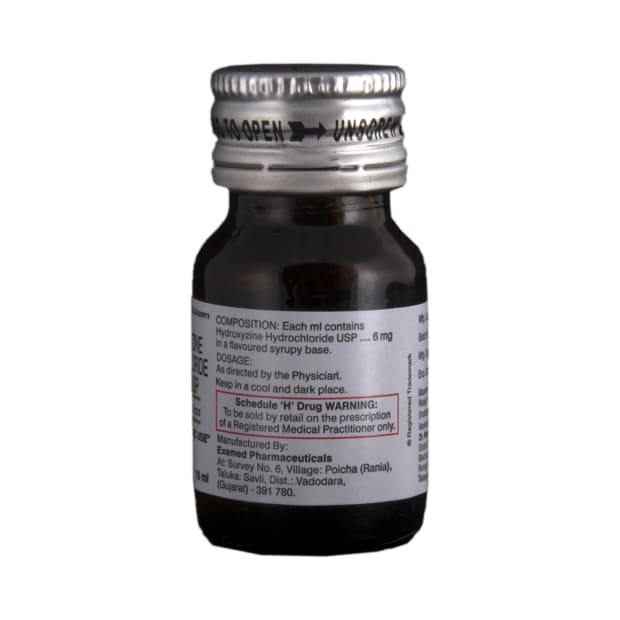 TO OPEN UNSCREW
COMPOSITION: Each ml contains
Hydroxyzine Hydrochloride USP .... 6 mg
in a flavoured syrupy base.
DOSAGE:
As directed by the Physician.
Keep in a cool and dark place.
Schedule 'H' Drug WARNING:
To be sold by retail on the prescription
of a Registered Medical Practitioner only.
Manufactured By:
Exemed Pharmaceuticals
At: Survey No. 6, Village: Poicha (Rania),
Taluka: Savli, Dist.: Vadodara,
(Gujarat) - 391 780.
® Registered Trademark